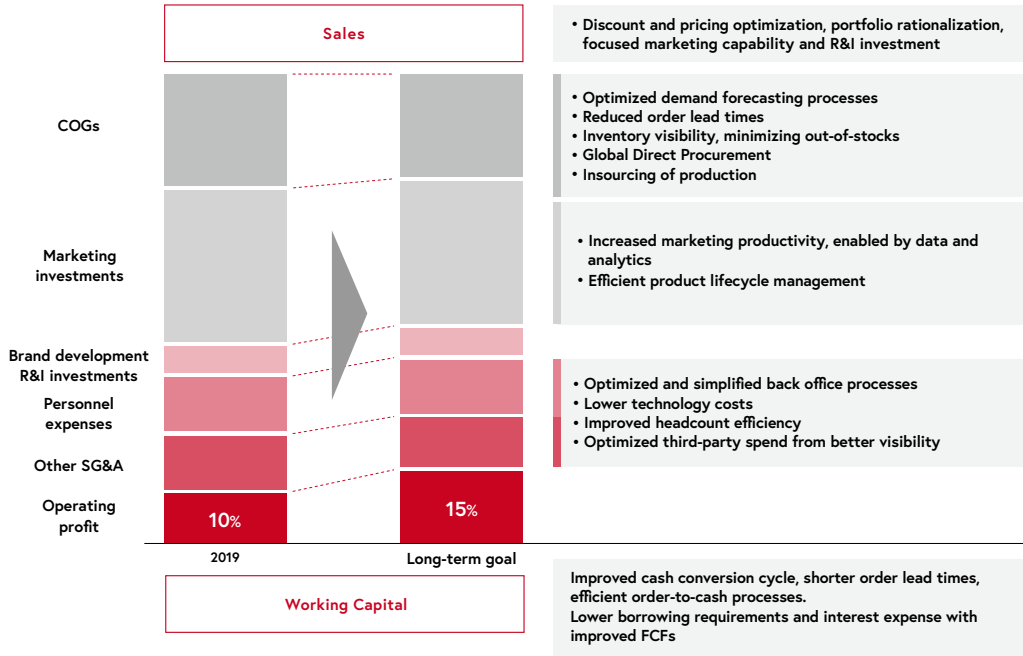 Sales
• Discount and pricing optimization, portfolio rationalization,
focused marketing capability and R&I investment
COGs
• Optimized demand forecasting processes
• Reduced order lead times
• Inventory visibility, minimizing out-of-stocks
• Global Direct Procurement
• Insourcing of production
Marketing
investments
• Increased marketing productivity, enabled by data and
analytics
• Efficient product lifecycle management
Brand development
R&I investments
Personnel
expenses
• Optimized and simplified back office processes
• Lower technology costs
• Improved headcount efficiency
• Optimized third-party spend from better visibility
Other SG&A
Operating
profit
10%
15%
2019
Long-term goal
Working Capital
Improved cash conversion cycle, shorter order lead times,
efficient order-to-cash processes.
Lower borrowing requirements and interest expense with
improved FCFs